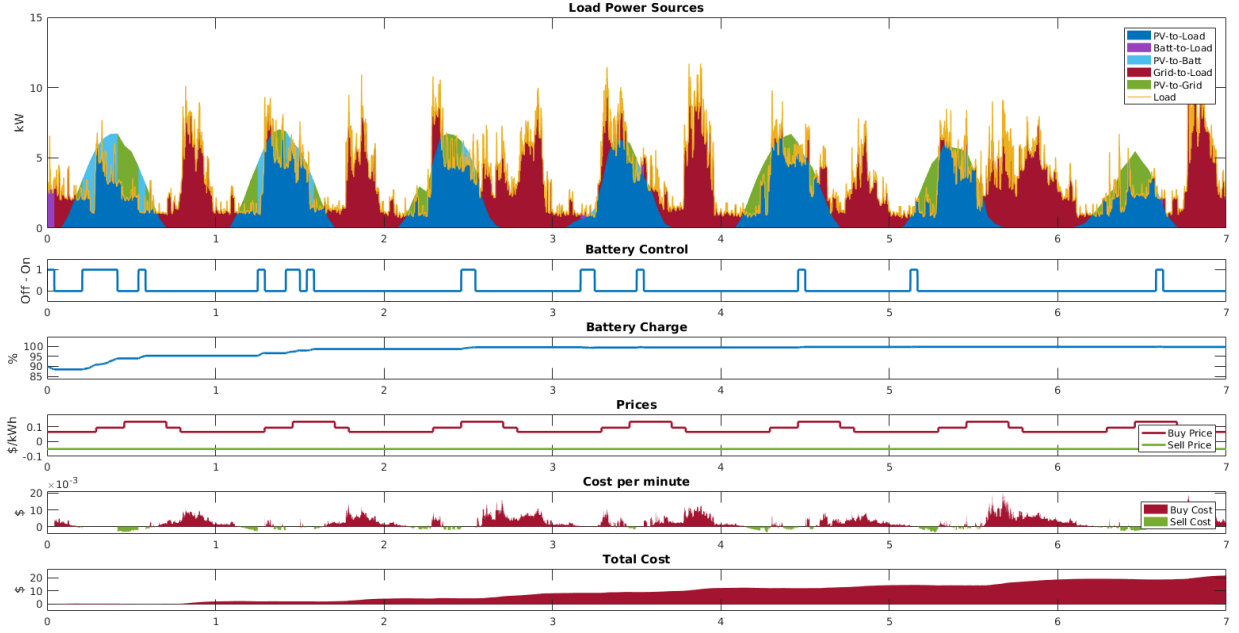 Load Power Sources
15
10
5
0
kW
PV-to-Load
Batt-to-Load
PV-to-Batt
Grid-to-Load
PV-to-Grid
Load
0 1 2 3 4 5 6 7
Battery Control
1
0
Off - On
0 1 2 3 4 5 6 7
Battery Charge
100
95
90
85
%
0 1 2 3 4 5 6 7
Prices
0.1
0
-0.1
$/kWh
Buy Price
Sell Price
0 1 2 3 4 5 6 7
Cost per minute
×10-3
20
10
0
$
Buy Cost
Sell Cost
0 1 2 3 4 5 6 7
Total Cost
20
10
0
$
0 1 2 3 4 5 6 7